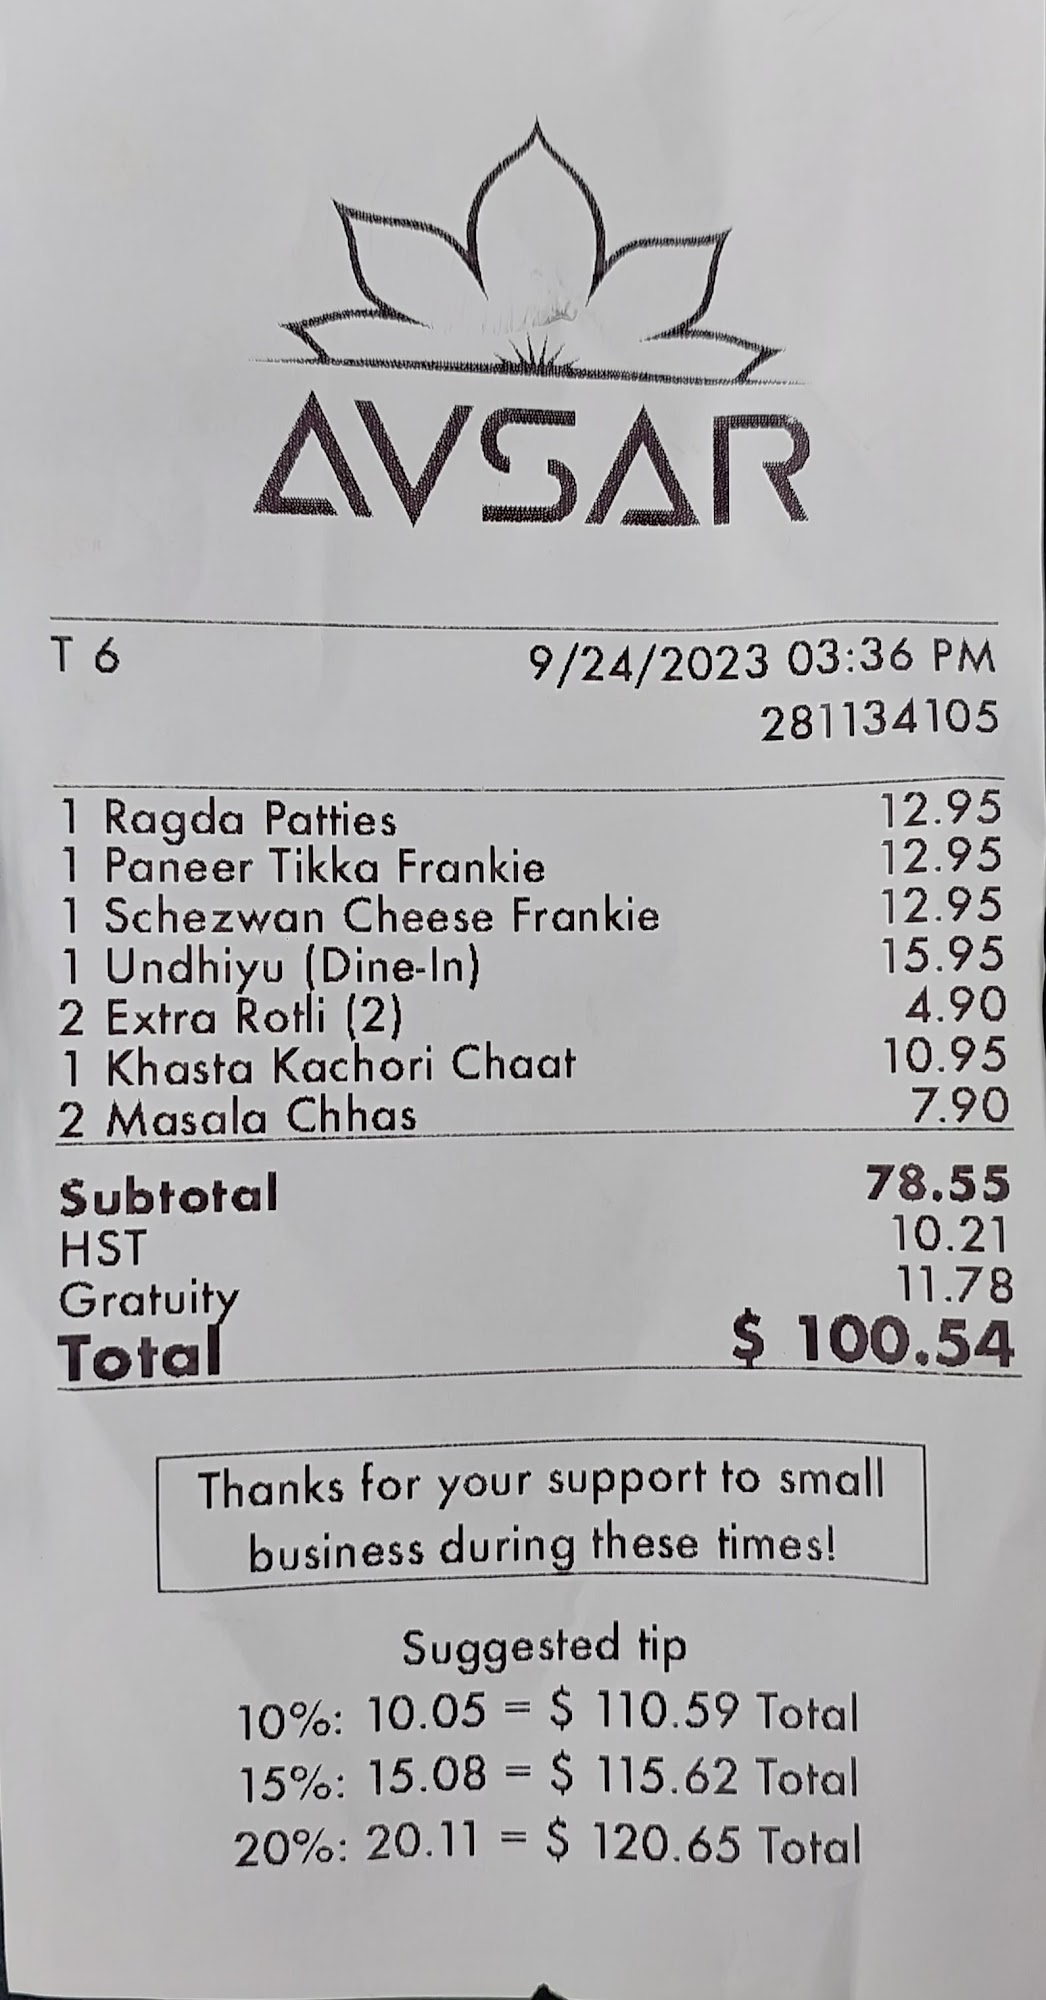 AVSAR
T 6 9/24/2023 03:36 PM
281134105
1 Ragda Patties 12.95
1 Paneer Tikka Frankie 12.95
1 Schezwan Cheese Frankie 12.95
1 Undhiyu (Dine-In) 15.95
2 Extra Rotli (2) 4.90
1 Khasta Kachori Chaat 10.95
2 Masala Chhas 7.90
Subtotal 78.55
HST 10.21
Gratuity 11.78
Total $ 100.54
Thanks for your support to small
business during these times!
Suggested tip
10%: 10.05 = $ 110.59 Total
15%: 15.08 = $ 115.62 Total
20%: 20.11 = $ 120.65 Total